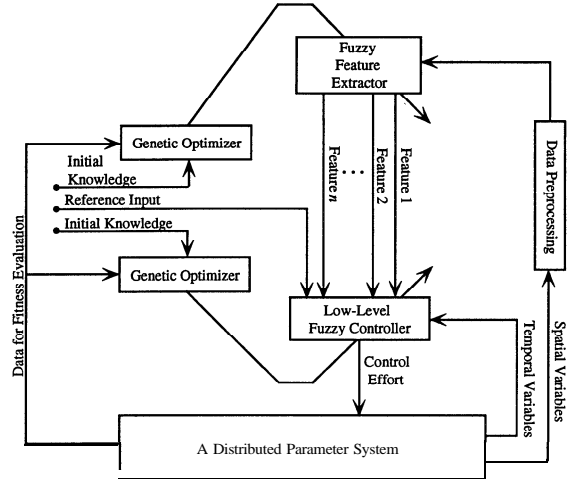 Fuzzy
Feature
Extractor
Genetic Optimizer
Initial
Knowledge
Reference Input
Initial Knowledge
Genetic Optimizer
Data for Fitness Evaluation
Feature n
...
Feature 2
Feature 1
Data Preprocessing
Low-Level
Fuzzy Controller
Control
Effort
Temporal Variables
Spatial Variables
A Distributed Parameter System